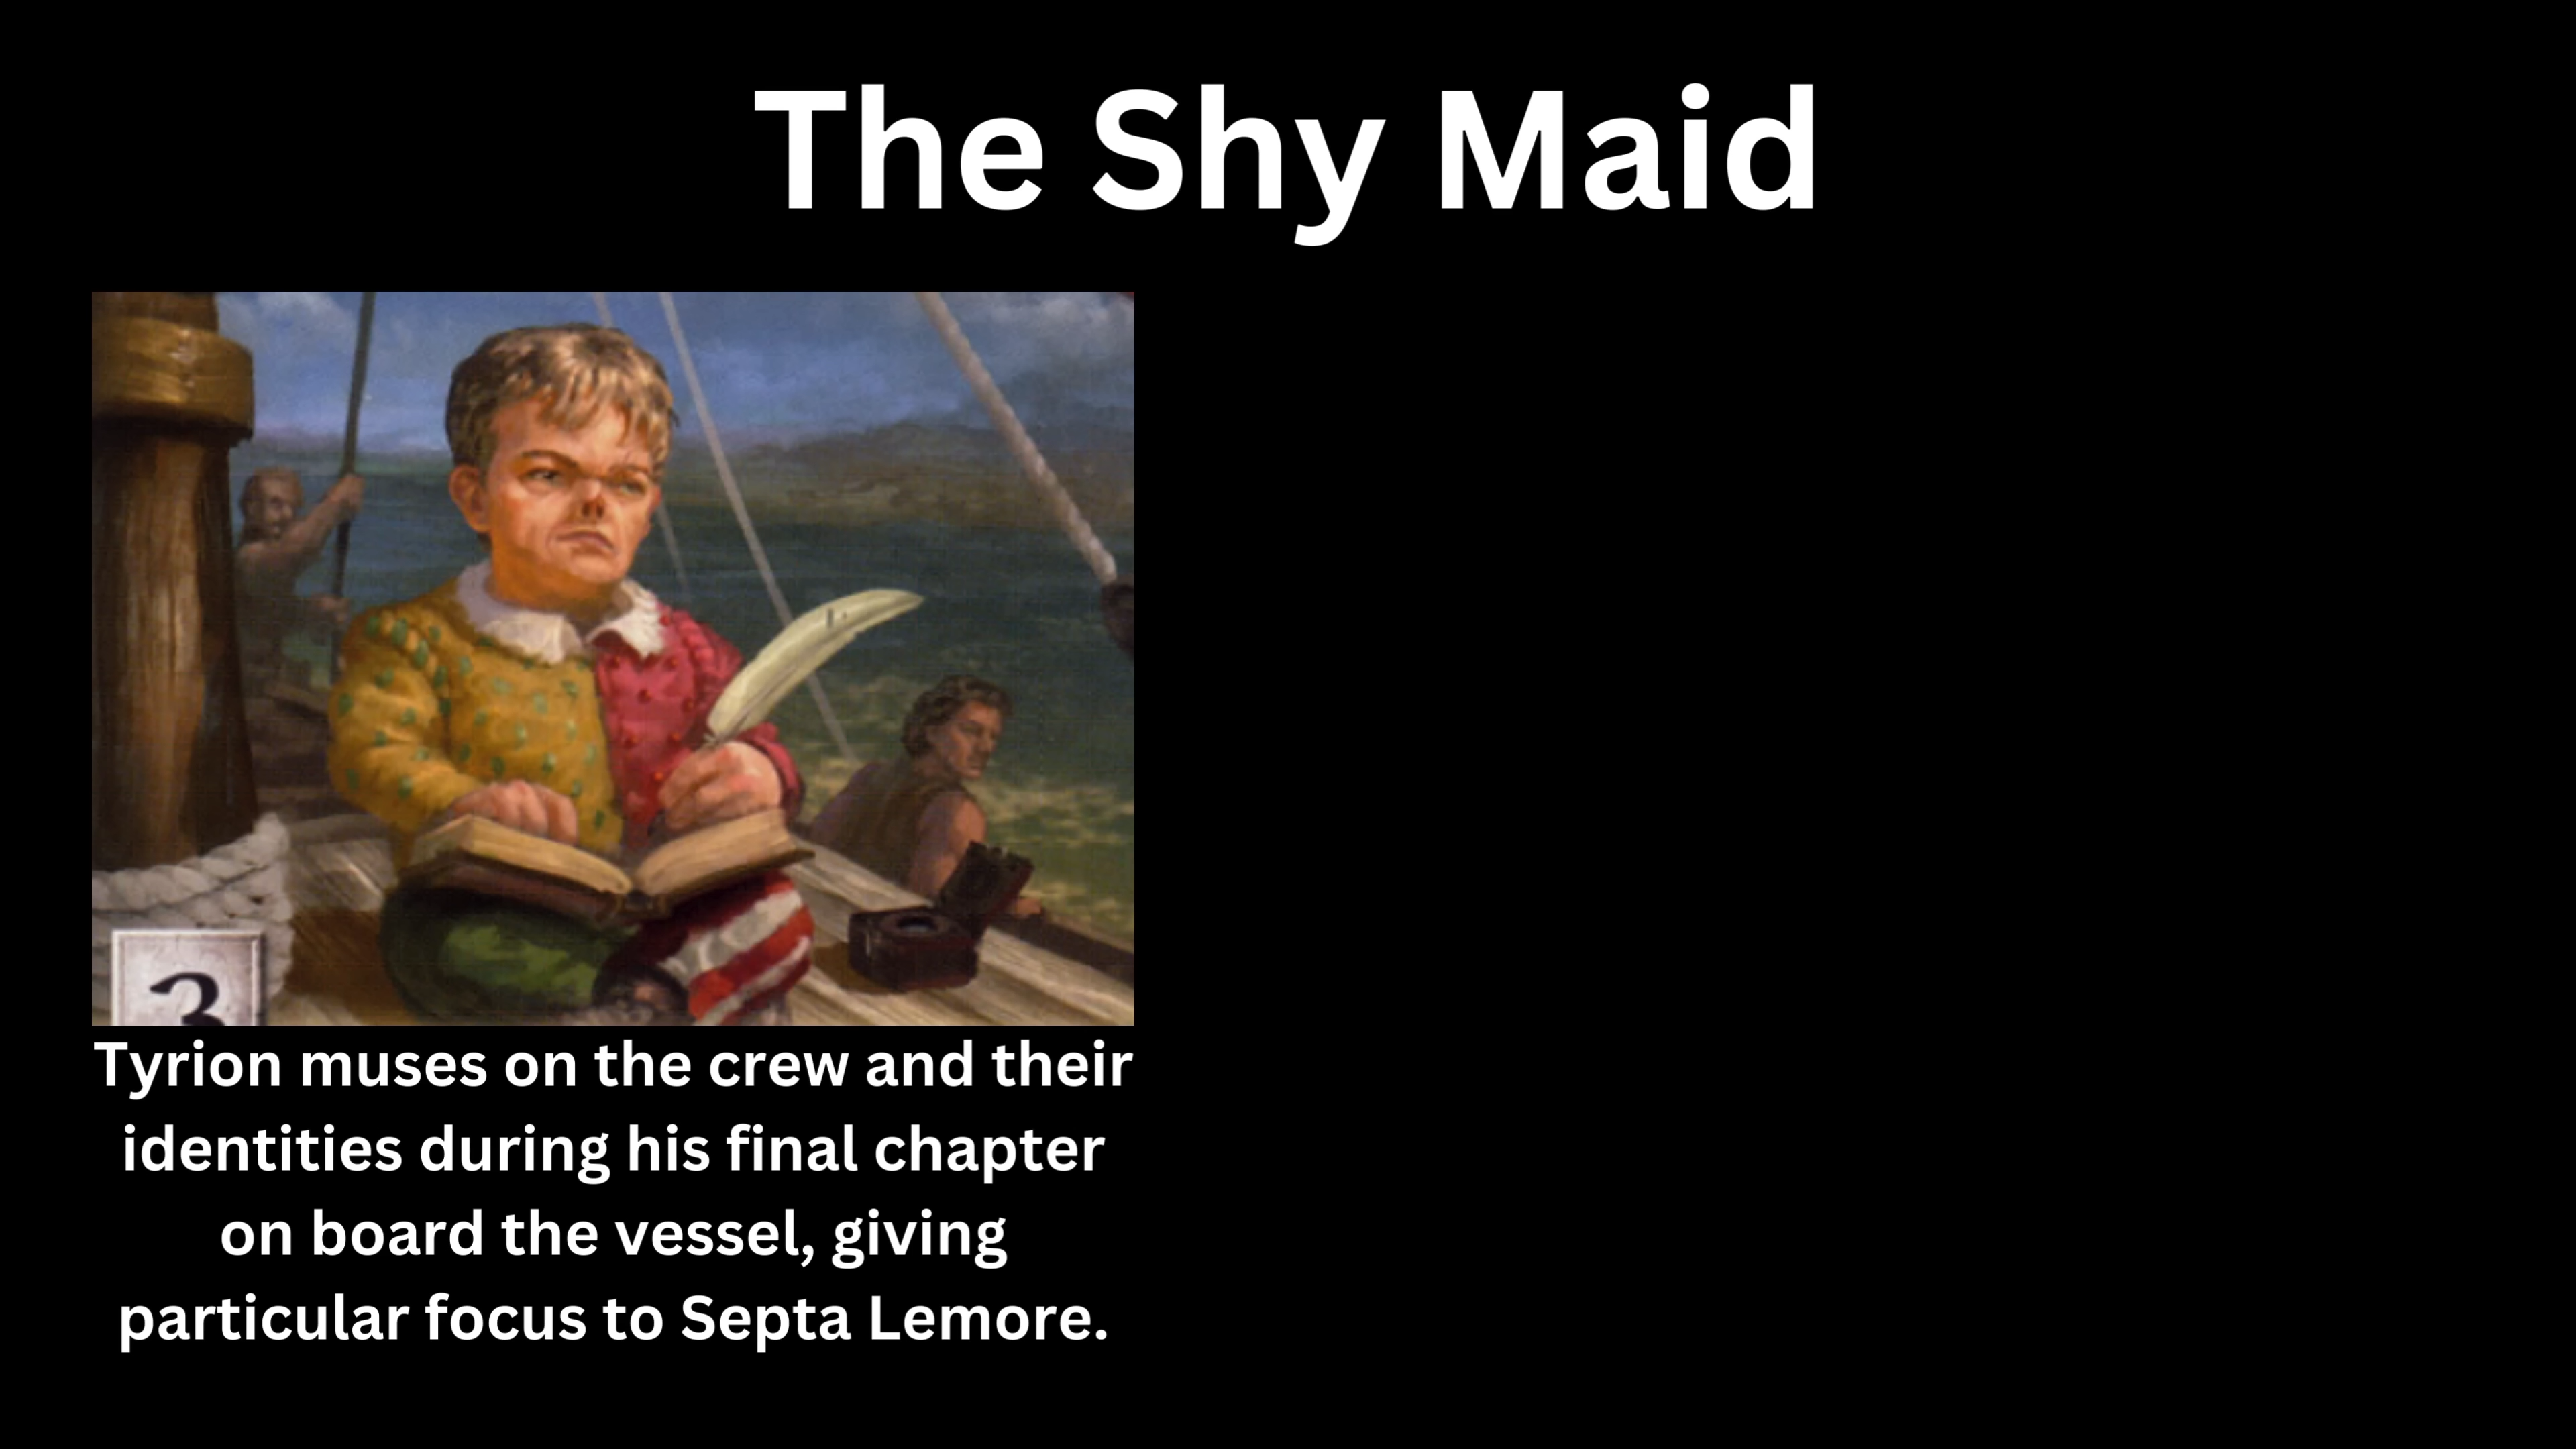 The Shy Maid
3
Tyrion muses on the crew and their
identities during his final chapter
on board the vessel, giving
particular focus to Septa Lemore.